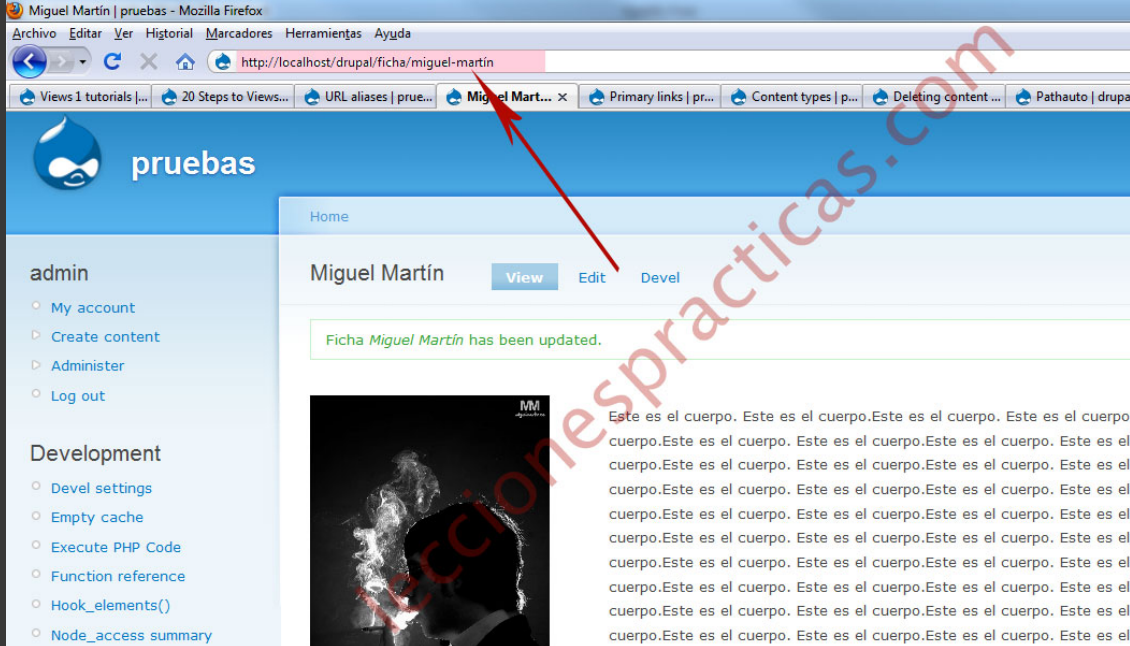 Miguel Martín | pruebas - Mozilla Firefox
Archivo Editar Ver Historial Marcadores Herramientas Ayuda
http://localhost/drupal/ficha/miguel-martín
Views 1 tutorials |... 20 Steps to Views... URL aliases | prue... Miguel Mart... Primary links | pr... Content types | p... Deleting content ... Pathauto | drupa
pruebas
Home
admin
My account
Create content
Administer
Log out
Development
Devel settings
Empty cache
Execute PHP Code
Function reference
Hook_elements()
Node_access summary
Miguel Martín View Edit Devel
Ficha Miguel Martín has been updated.
MM
Este es el cuerpo. Este es el cuerpo.Este es el cuerpo. Este es el cuerpo
cuerpo.Este es el cuerpo. Este es el cuerpo.Este es el cuerpo. Este es el
cuerpo.Este es el cuerpo. Este es el cuerpo.Este es el cuerpo. Este es el
cuerpo.Este es el cuerpo. Este es el cuerpo.Este es el cuerpo. Este es el
cuerpo.Este es el cuerpo. Este es el cuerpo.Este es el cuerpo. Este es el
cuerpo.Este es el cuerpo. Este es el cuerpo.Este es el cuerpo. Este es el
cuerpo.Este es el cuerpo. Este es el cuerpo.Este es el cuerpo. Este es el
cuerpo.Este es el cuerpo. Este es el cuerpo.Este es el cuerpo. Este es el
cuerpo.Este es el cuerpo. Este es el cuerpo.Este es el cuerpo. Este es el
cuerpo.Este es el cuerpo. Este es el cuerpo.Este es el cuerpo. Este es el
leccionespracticas.com